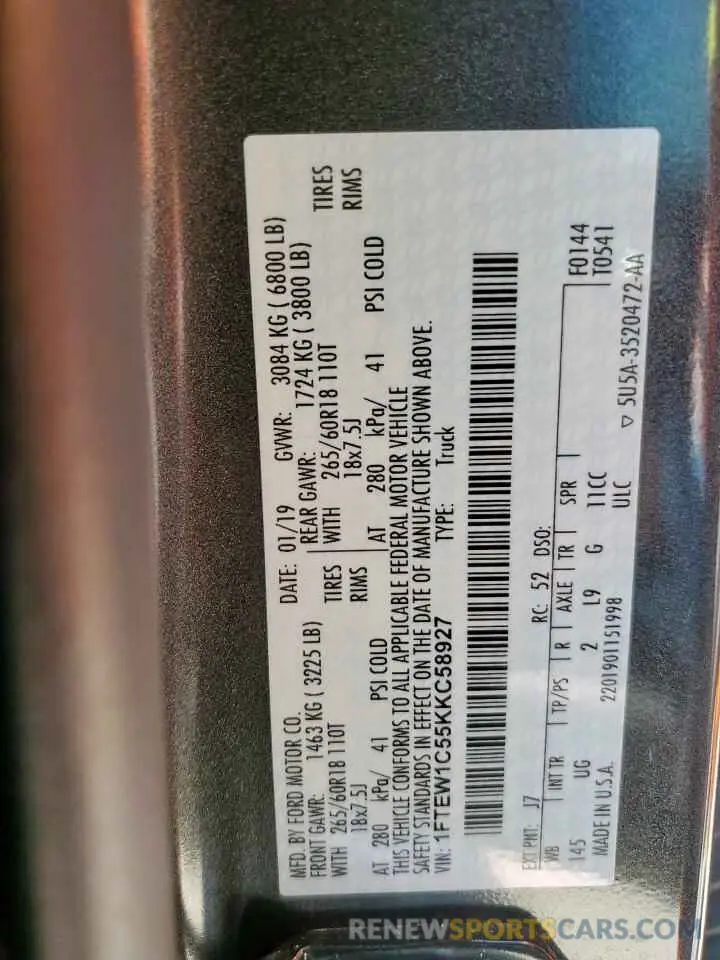 MFD. BY FORD MOTOR CO.
DATE: 01/19 GVWR: 3084 KG ( 6800 LB)
FRONT GAWR: 1463 KG ( 3225 LB) REAR GAWR: 1724 KG ( 3800 LB)
WITH 265/60R18 110T TIRES WITH 265/60R18 110T TIRES
18x7.5J RIMS 18x7.5J RIMS
AT 280 kPa/ 41 PSI COLD AT 280 kPa/ 41 PSI COLD
THIS VEHICLE CONFORMS TO ALL APPLICABLE FEDERAL MOTOR VEHICLE
SAFETY STANDARDS IN EFFECT ON THE DATE OF MANUFACTURE SHOWN ABOVE.
VIN: 1FTEW1C55KKC58927 TYPE: Truck
EXT PNT: J7 RC: 52 DSO:
WB INT TR TP/PS R AXLE TR SPR
145 UG 2 L9 G 11CC
ULC
F0144
T0541
MADE IN U.S.A. 2201901151998
▽ 5U5A-3520472-AA
RENEWSPORTSCARS.COM